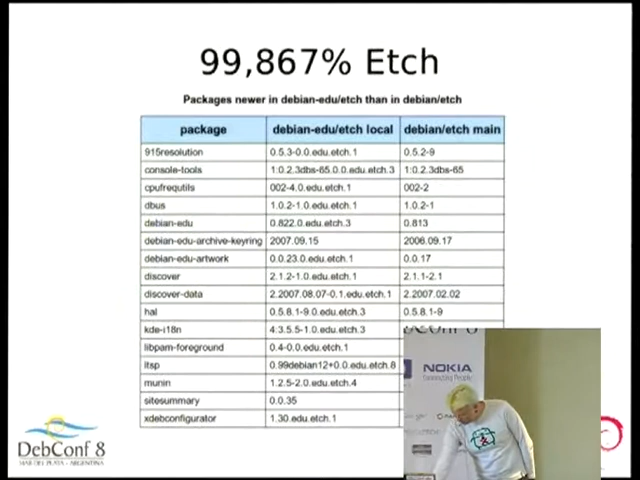 99,867% Etch
Packages newer in debian-edu/etch than in debian/etch
package debian-edu/etch local debian/etch main
915resolution 0.5.3-0.0.edu.etch.1 0.5.2-9
console-tools 1:0.2.3dbs-65.0.0.edu.etch.3 1:0.2.3dbs-65
cpufrequtils 002-4.0.edu.etch.1 002-2
dbus 1.0.2-1.0.edu.etch.1 1.0.2-1
debian-edu 0.822.0.edu.etch.3 0.813
debian-edu-archive-keyring 2007.09.15 2006.09.17
debian-edu-artwork 0.0.23.0.edu.etch.1 0.0.17
discover 2.1.2-1.0.edu.etch.1 2.1.1-2.1
discover-data 2.2007.08.07-0.1.edu.etch.1 2.2007.02.02
hal 0.5.8.1-9.0.edu.etch.3 0.5.8.1-9
kde-i18n 4:3.5.5-1.0.edu.etch.3
libpam-foreground 0.4-0.0.edu.etch.1
ltsp 0.99debian12+0.0.edu.etch.8
munin 1.2.5-2.0.edu.etch.4
sitesummary 0.0.35
xdebconfigurator 1.30.edu.etch.1
NOKIA
Connecting People
DebConf 8
MAR DEL PLATA - ARGENTINA